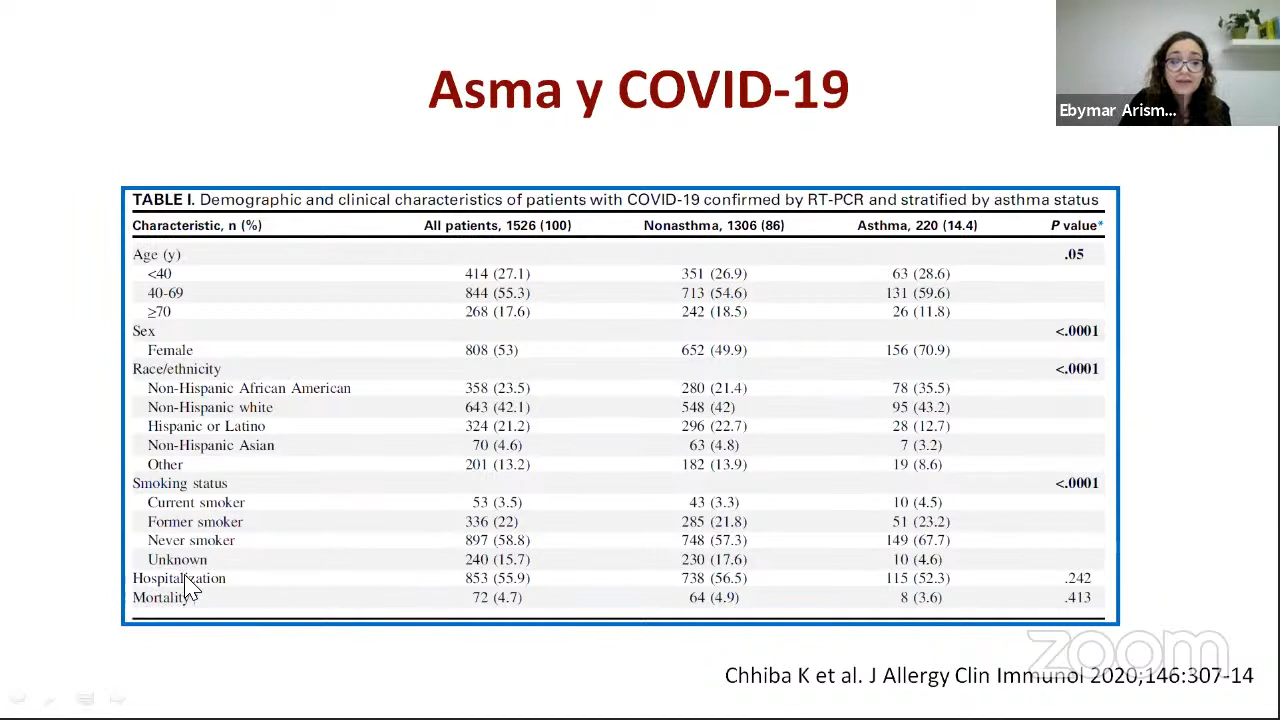 Asma y COVID-19
Ebymar Arism...
TABLE I. Demographic and clinical characteristics of patients with COVID-19 confirmed by RT-PCR and stratified by asthma status
Characteristic, n (%) All patients, 1526 (100) Nonasthma, 1306 (86) Asthma, 220 (14.4) P value*
Age (y) .05
<40 414 (27.1) 351 (26.9) 63 (28.6)
40-69 844 (55.3) 713 (54.6) 131 (59.6)
≥70 268 (17.6) 242 (18.5) 26 (11.8)
Sex <.0001
Female 808 (53) 652 (49.9) 156 (70.9)
Race/ethnicity <.0001
Non-Hispanic African American 358 (23.5) 280 (21.4) 78 (35.5)
Non-Hispanic white 643 (42.1) 548 (42) 95 (43.2)
Hispanic or Latino 324 (21.2) 296 (22.7) 28 (12.7)
Non-Hispanic Asian 70 (4.6) 63 (4.8) 7 (3.2)
Other 201 (13.2) 182 (13.9) 19 (8.6)
Smoking status <.0001
Current smoker 53 (3.5) 43 (3.3) 10 (4.5)
Former smoker 336 (22) 285 (21.8) 51 (23.2)
Never smoker 897 (58.8) 748 (57.3) 149 (67.7)
Unknown 240 (15.7) 230 (17.6) 10 (4.6)
Hospitalization 853 (55.9) 738 (56.5) 115 (52.3) .242
Mortality 72 (4.7) 64 (4.9) 8 (3.6) .413
zoom
Chhiba K et al. J Allergy Clin Immunol 2020;146:307-14